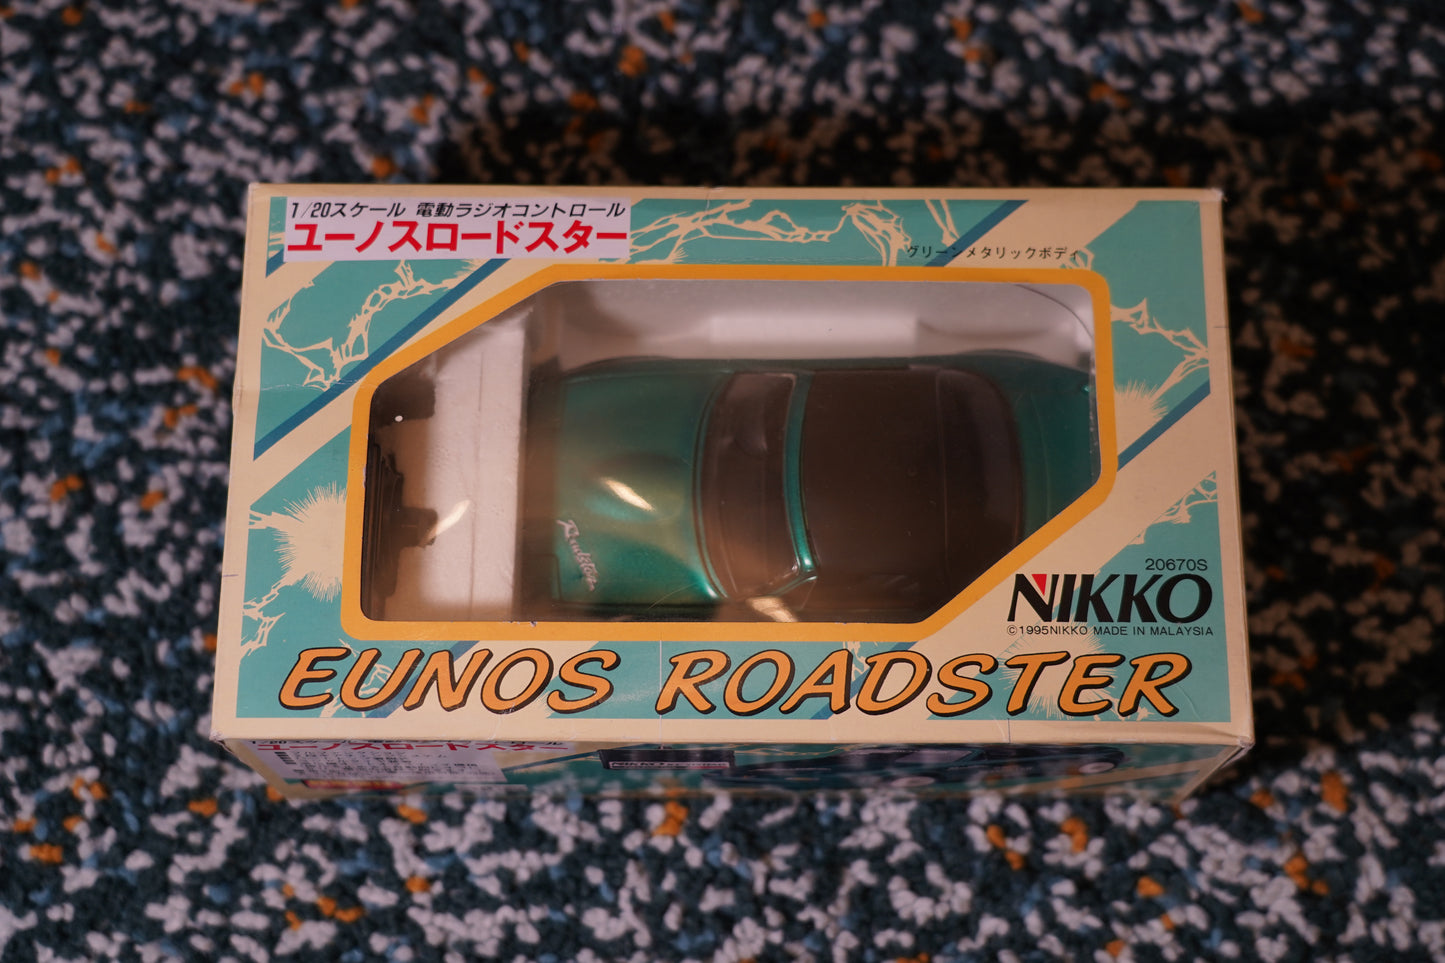 1/20スケール 電動ラジオコントロール
ユーノスロードスター
グリーンメタリックボディ
Roadster
20670S
NIKKO
©1995NIKKO MADE IN MALAYSIA
EUNOS ROADSTER
ユーノスロードスター
NIKKO